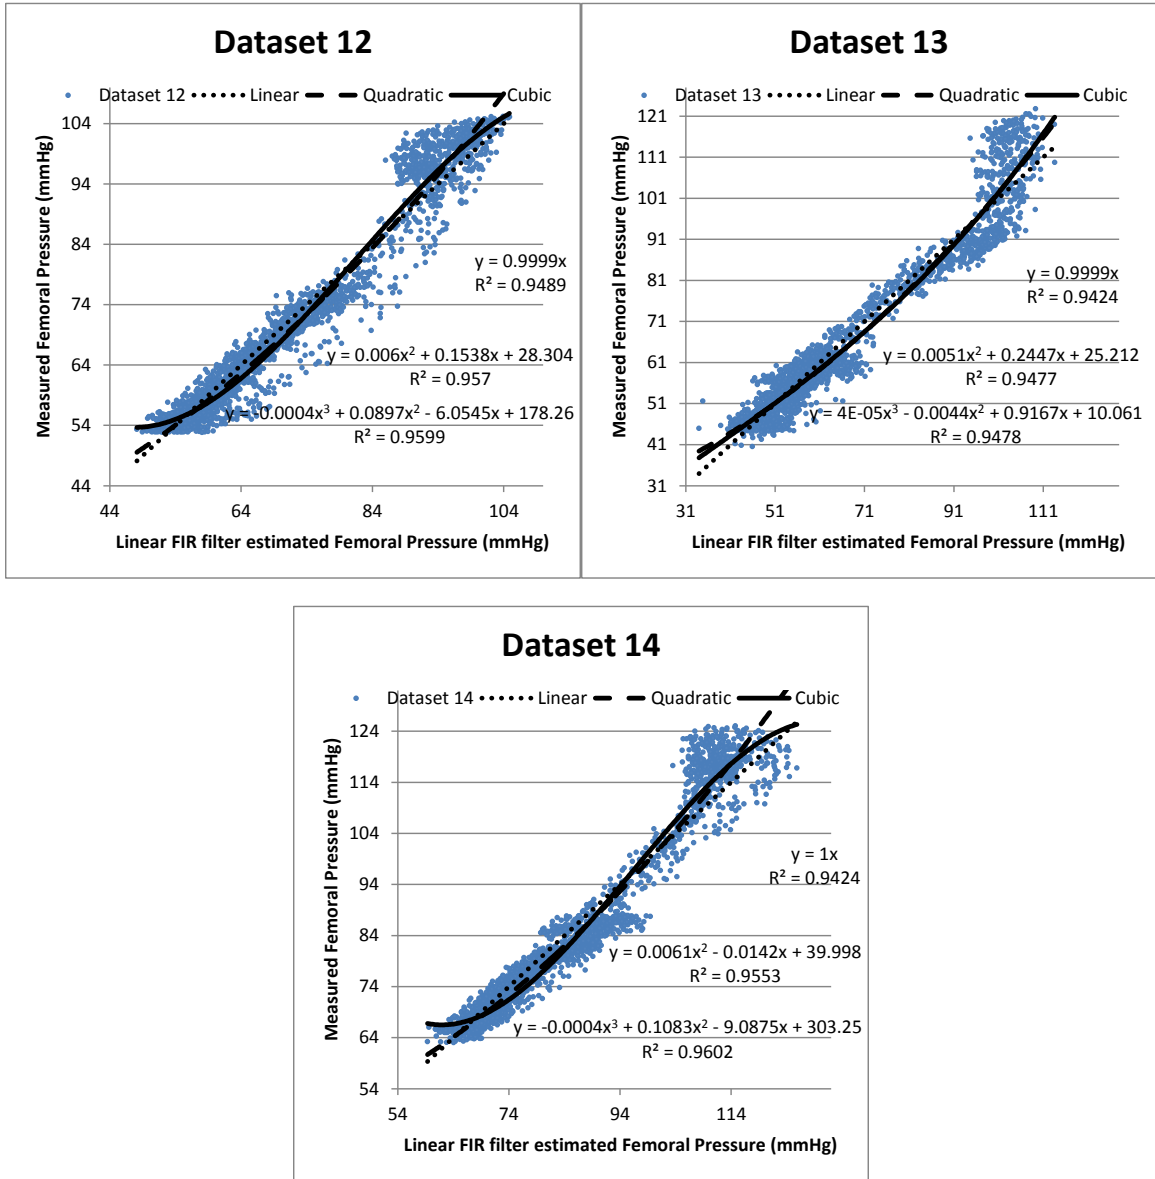 Dataset 12
Dataset 12 Linear Quadratic Cubic
Measured Femoral Pressure (mmHg)
104
94
84
74
64
54
44
y = 0.9999x
R² = 0.9489
y = 0.006x² + 0.1538x + 28.304
R² = 0.957
y = -0.0004x³ + 0.0897x² - 6.0545x + 178.26
R² = 0.9599
44 64 84 104
Linear FIR filter estimated Femoral Pressure (mmHg)
Dataset 13
Dataset 13 Linear Quadratic Cubic
Measured Femoral Pressure (mmHg)
121
111
101
91
81
71
61
51
41
31
y = 0.9999x
R² = 0.9424
y = 0.0051x² + 0.2447x + 25.212
R² = 0.9477
y = 4E-05x³ - 0.0044x² + 0.9167x + 10.061
R² = 0.9478
31 51 71 91 111
Linear FIR filter estimated Femoral Pressure (mmHg)
Dataset 14
Dataset 14 Linear Quadratic Cubic
Measured Femoral Pressure (mmHg)
124
114
104
94
84
74
64
54
y = 1x
R² = 0.9424
y = 0.0061x² - 0.0142x + 39.998
R² = 0.9553
y = -0.0004x³ + 0.1083x² - 9.0875x + 303.25
R² = 0.9602
54 74 94 114
Linear FIR filter estimated Femoral Pressure (mmHg)